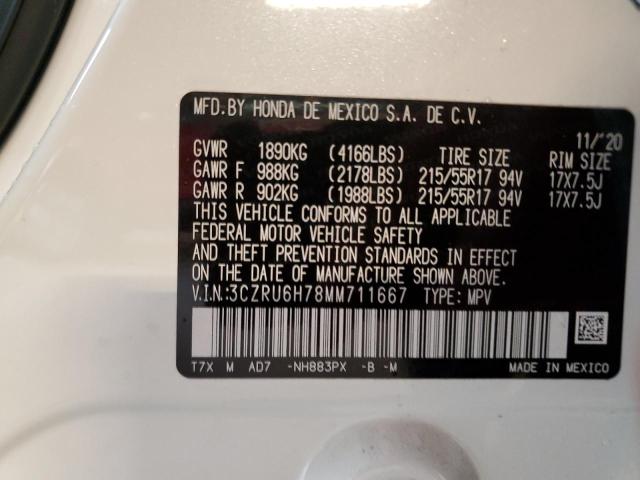 MFD.BY HONDA DE MEXICO S.A. DE C.V.
11/'20
GVWR 1890KG (4166LBS) TIRE SIZE RIM SIZE
GAWR F 988KG (2178LBS) 215/55R17 94V 17X7.5J
GAWR R 902KG (1988LBS) 215/55R17 94V 17X7.5J
THIS VEHICLE CONFORMS TO ALL APPLICABLE
FEDERAL MOTOR VEHICLE SAFETY
AND THEFT PREVENTION STANDARDS IN EFFECT
ON THE DATE OF MANUFACTURE SHOWN ABOVE.
V.I.N.:3CZRU6H78MM711667 TYPE: MPV
T7X M AD7 -NH883PX -B -M MADE IN MEXICO